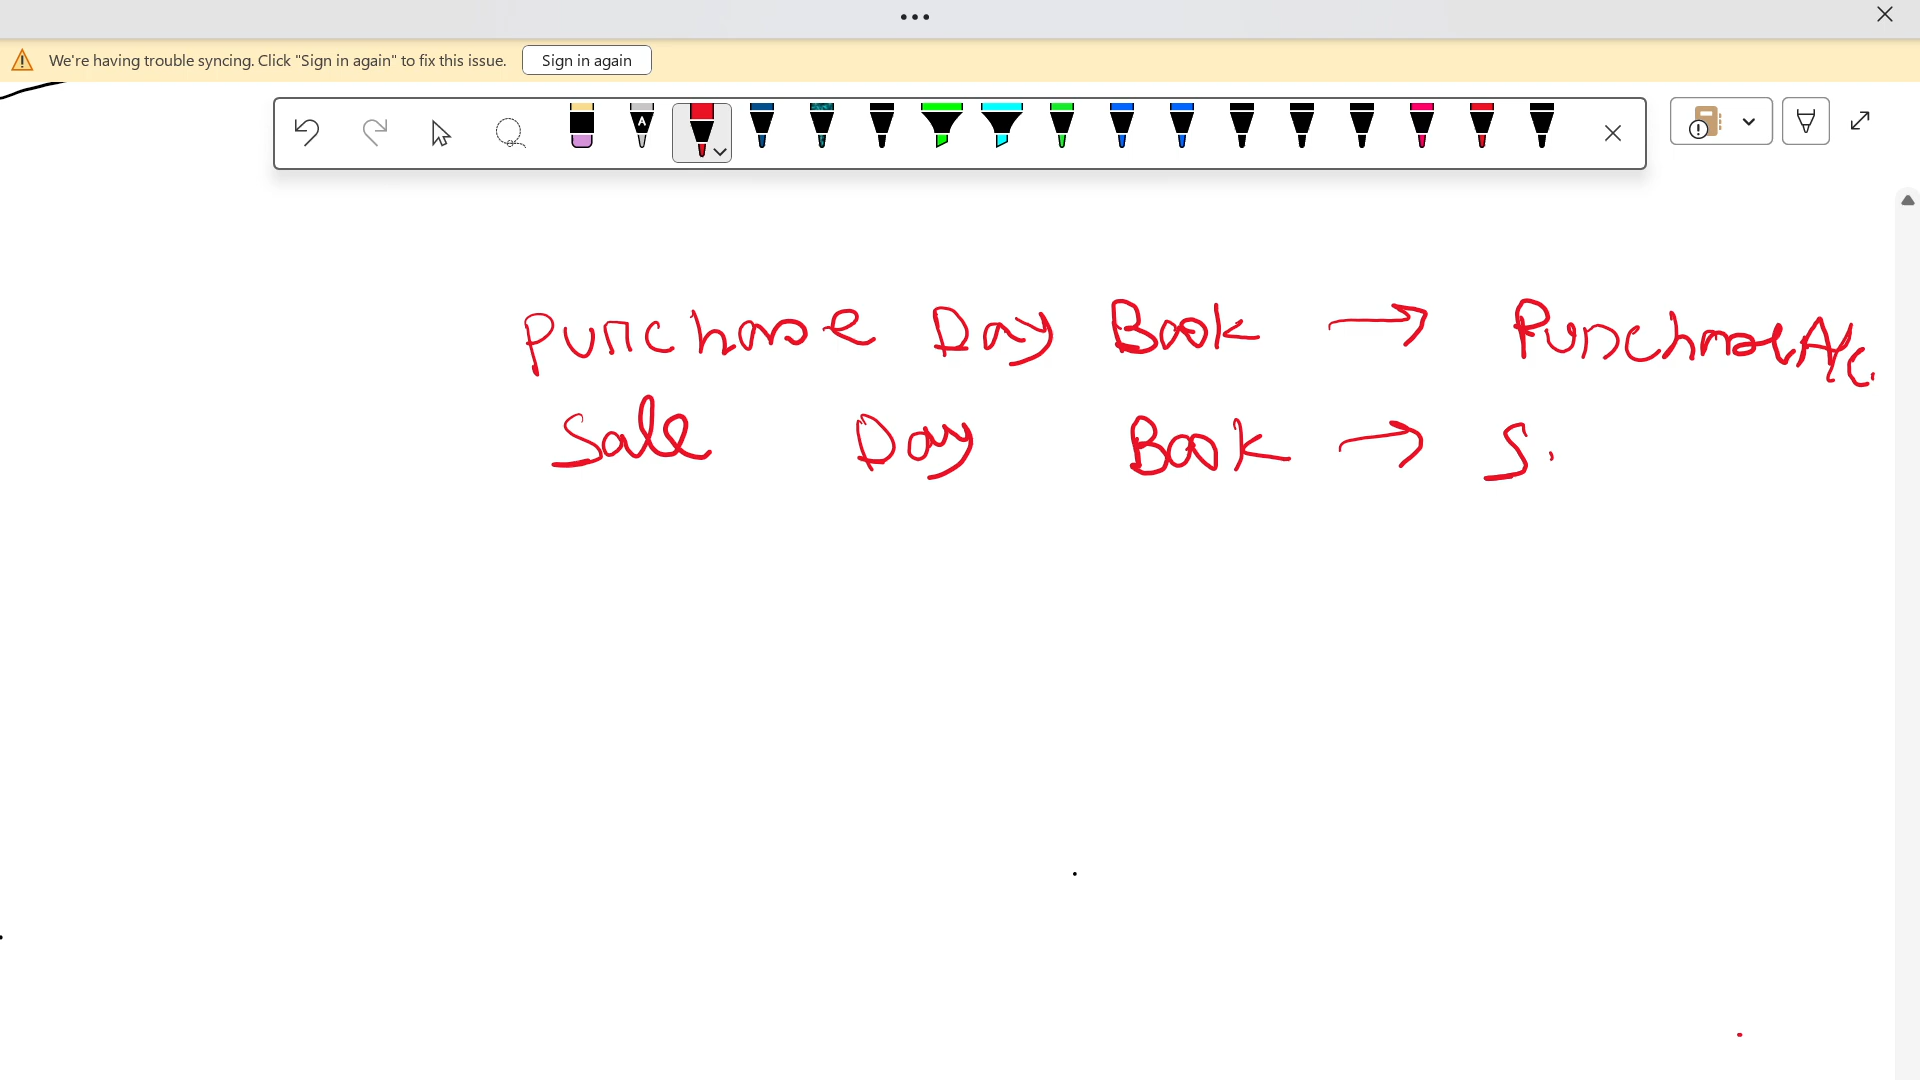 We're having trouble syncing. Click "Sign in again" to fix this issue. Sign in again
Purchase Day Book → Purchase A/c.
Sale Day Book → S.